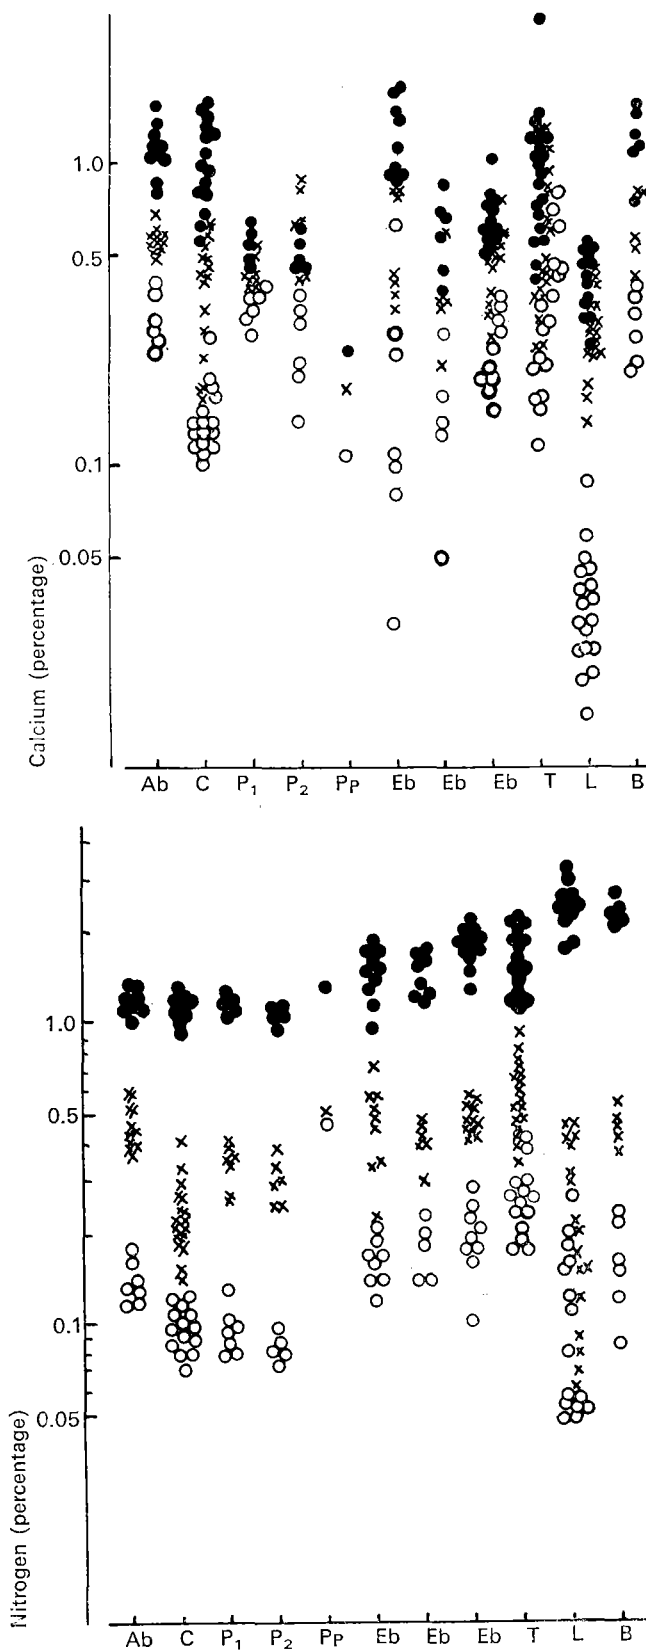 1.0
0.5
0.1
0.05
Calcium (percentage)
Ab C P₁ P₂ Pp Eb Eb Eb T L B
1.0
0.5
0.1
0.05
Nitrogen (percentage)
Ab C P₁ P₂ Pp Eb Eb Eb T L B